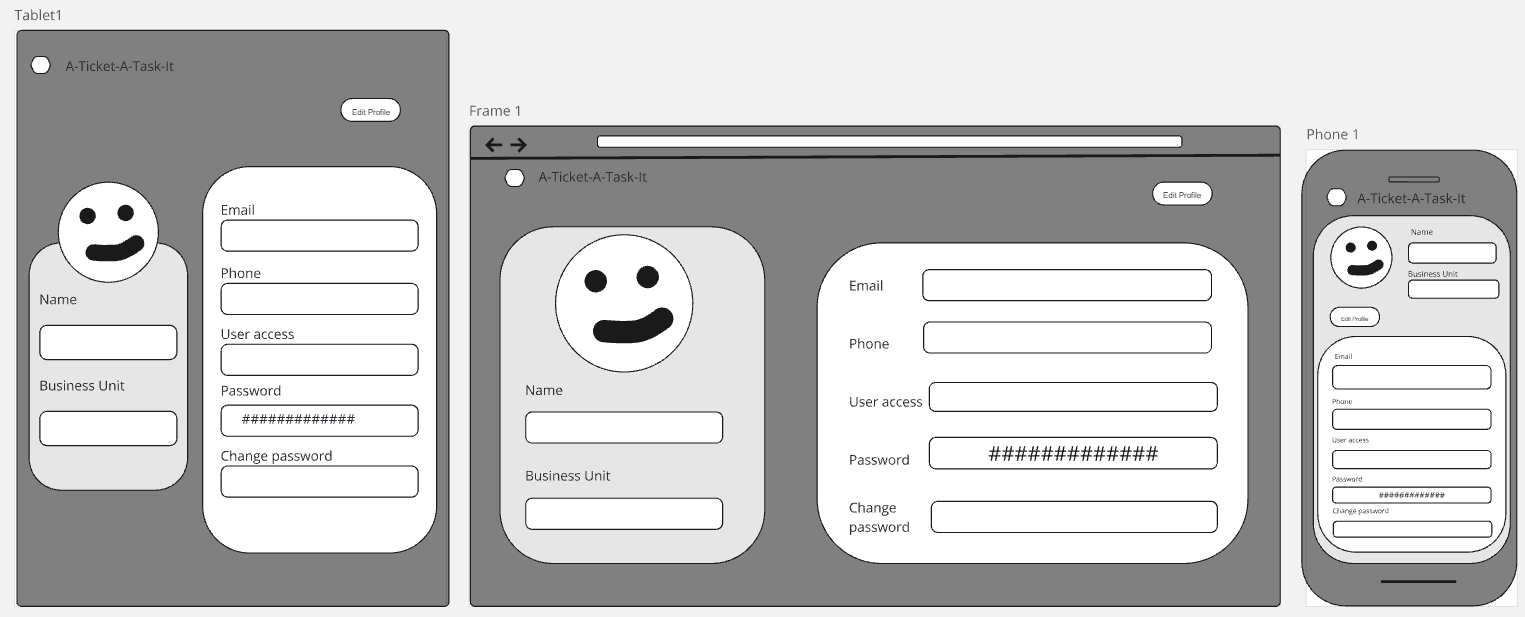 Tablet1
A-Ticket-A-Task-It
Edit Profile
Name
Business Unit
Email
Phone
User access
Password
#############
Change password
Frame 1
A-Ticket-A-Task-It
Edit Profile
Name
Business Unit
Email
Phone
User access
Password
#############
Change
password
Phone 1
A-Ticket-A-Task-It
Name
Business Unit
Edit Profile
Email
Phone
User access
Password
#############
Change password